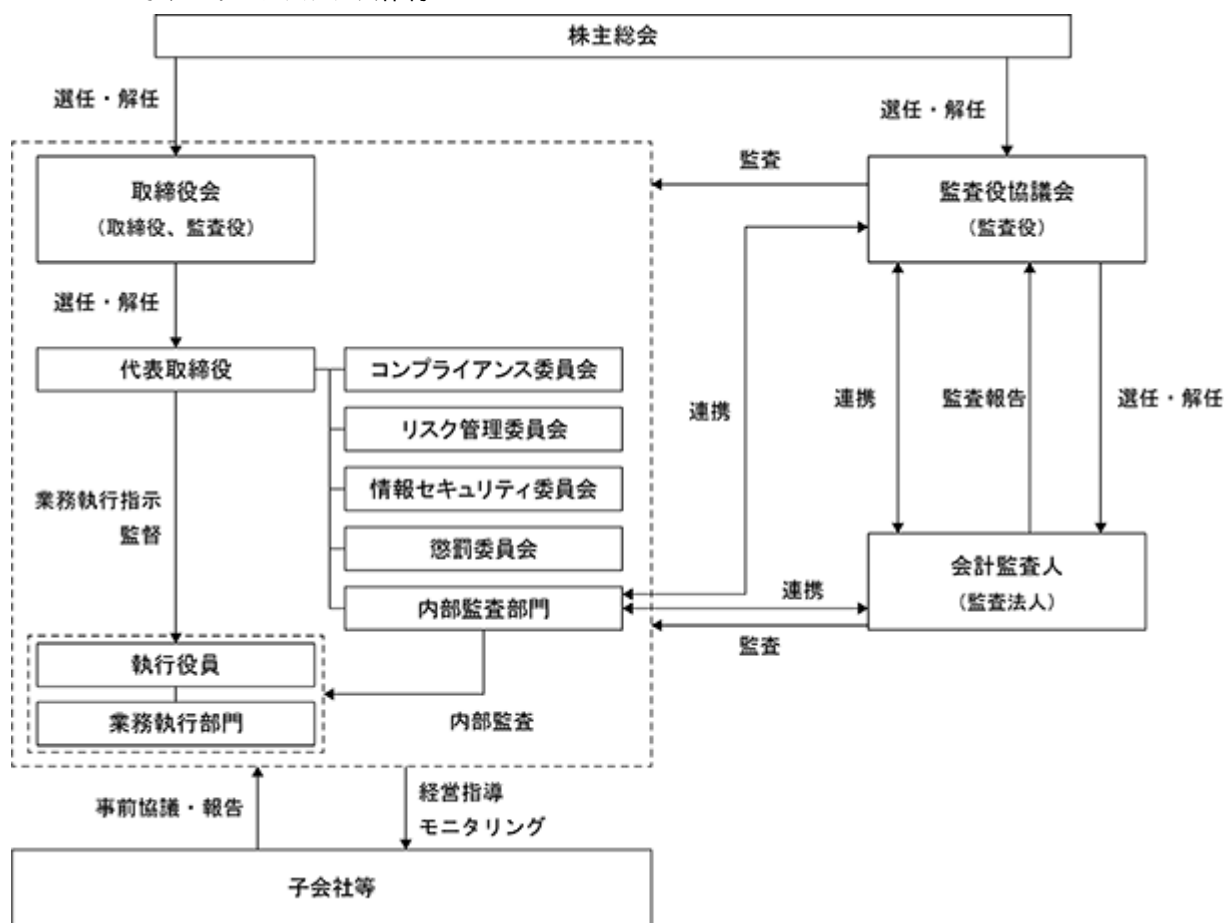 株主総会
選任・解任
選任・解任
取締役会
(取締役、監査役)
監査
監査役協議会
(監査役)
選任・解任
代表取締役
コンプライアンス委員会
リスク管理委員会
情報セキュリティ委員会
懲罰委員会
内部監査部門
業務執行指示
監督
連携
連携
監査報告
選任・解任
会計監査人
(監査法人)
連携
監査
執行役員
業務執行部門
内部監査
事前協議・報告
経営指導
モニタリング
子会社等